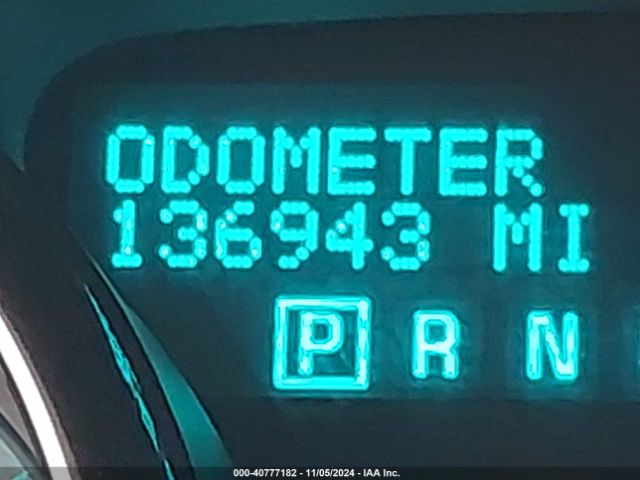 ODOMETER
136943 MI
P R N
000-40777182 - 11/05/2024 - IAA Inc.